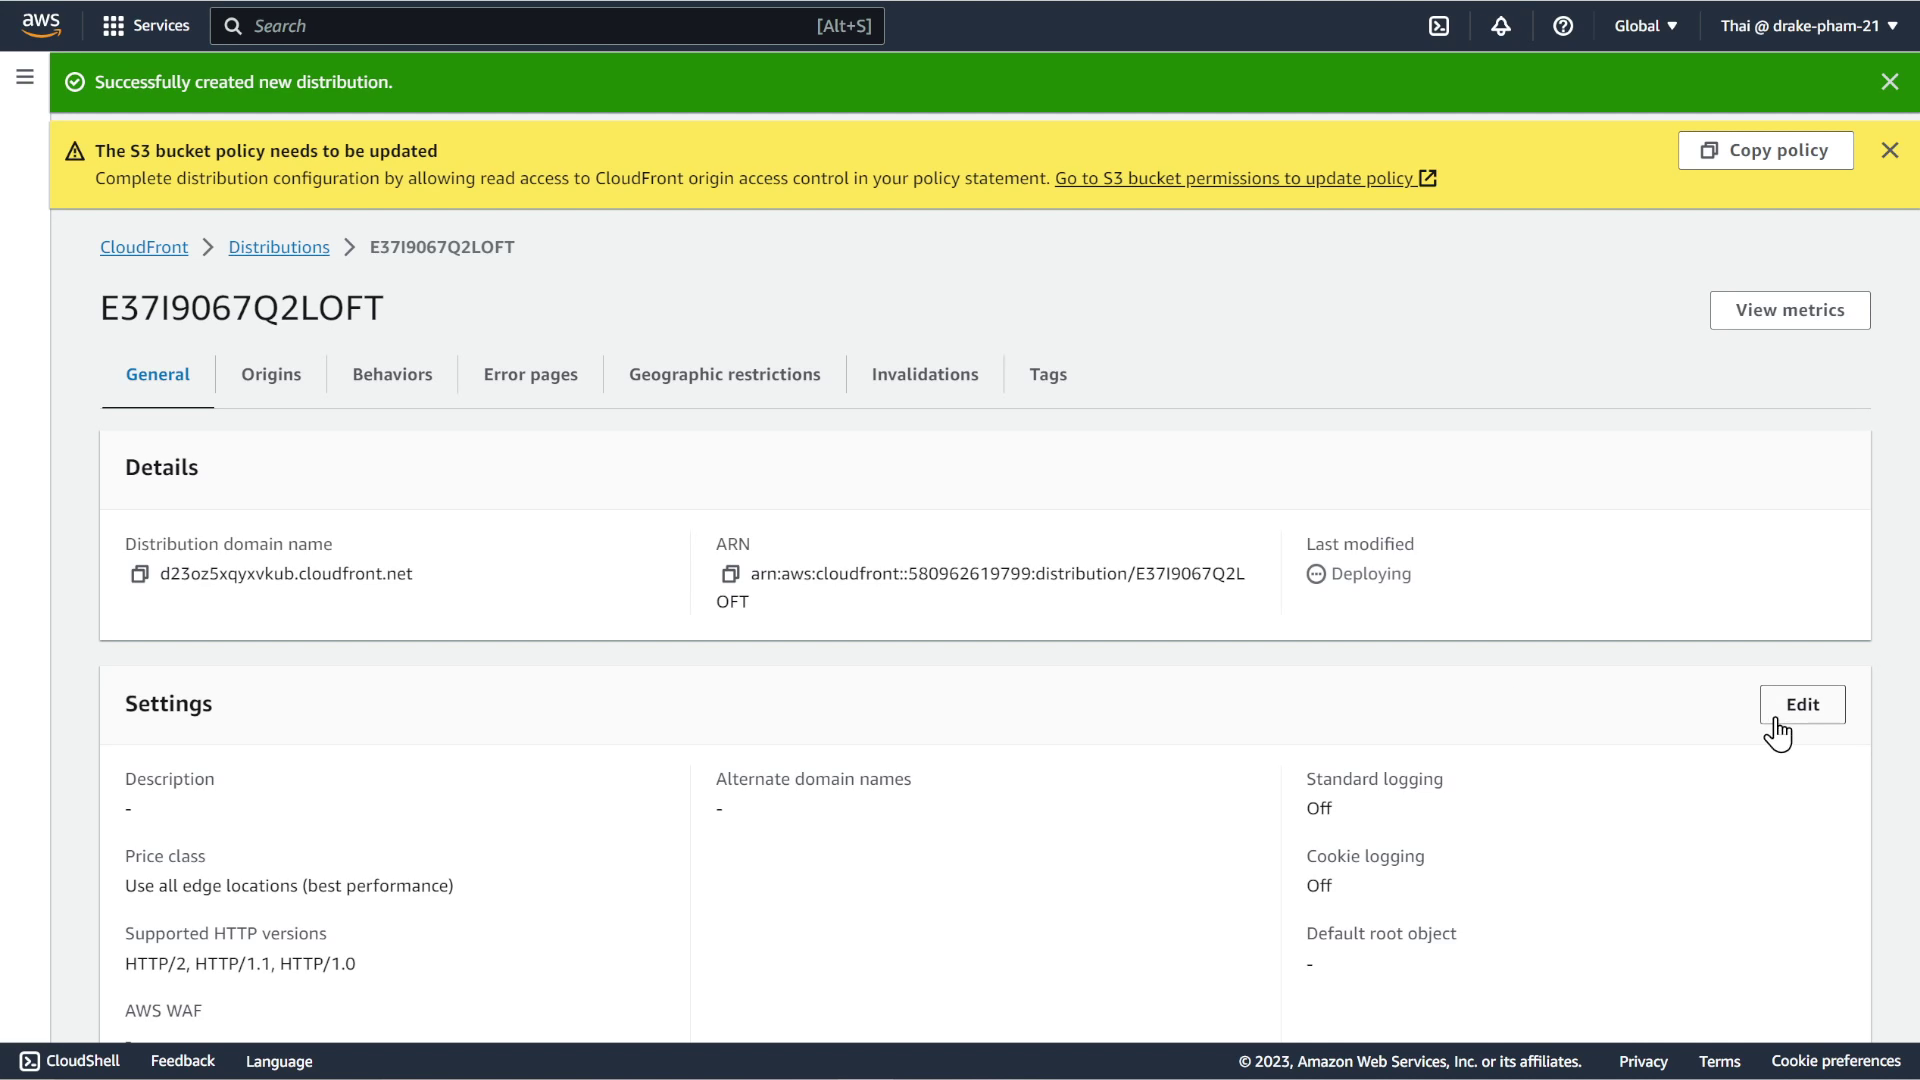 aws
Services
Search
[Alt+S]
Global
Thai @ drake-pham-21
Successfully created new distribution.
The S3 bucket policy needs to be updated
Complete distribution configuration by allowing read access to CloudFront origin access control in your policy statement. Go to S3 bucket permissions to update policy
Copy policy
CloudFront
Distributions
E37I9067Q2LOFT
E37I9067Q2LOFT
View metrics
General
Origins
Behaviors
Error pages
Geographic restrictions
Invalidations
Tags
Details
Distribution domain name
d23oz5xqyxvkub.cloudfront.net
ARN
arn:aws:cloudfront::580962619799:distribution/E37I9067Q2L
OFT
Last modified
Deploying
Settings
Edit
Description
-
Price class
Use all edge locations (best performance)
Supported HTTP versions
HTTP/2, HTTP/1.1, HTTP/1.0
AWS WAF
Alternate domain names
-
Standard logging
Off
Cookie logging
Off
Default root object
-
CloudShell
Feedback
Language
© 2023, Amazon Web Services, Inc. or its affiliates.
Privacy
Terms
Cookie preferences